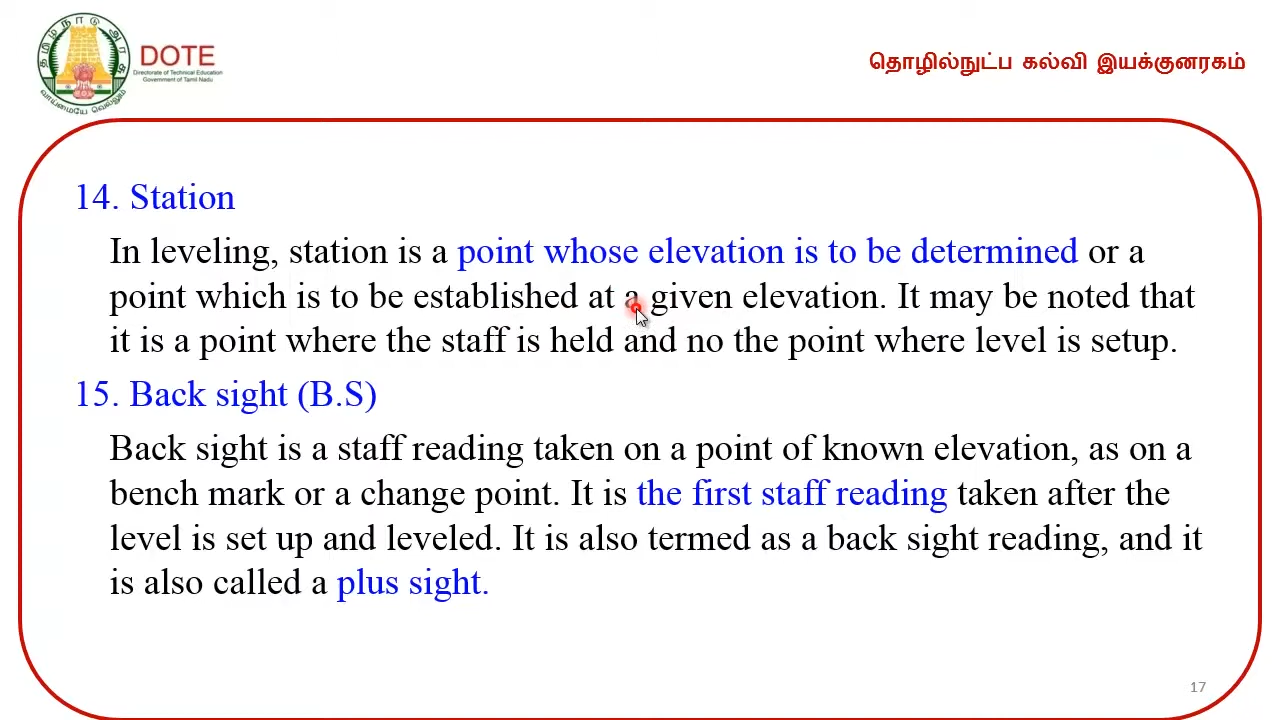 தமிழ்நாடு அரசு
வாய்மையே வெல்லும்
DOTE
Directorate of Technical Education
Government of Tamil Nadu
தொழில்நுட்ப கல்வி இயக்குனரகம்
14. Station
In leveling, station is a point whose elevation is to be determined or a
point which is to be established at a given elevation. It may be noted that
it is a point where the staff is held and no the point where level is setup.
15. Back sight (B.S)
Back sight is a staff reading taken on a point of known elevation, as on a
bench mark or a change point. It is the first staff reading taken after the
level is set up and leveled. It is also termed as a back sight reading, and it
is also called a plus sight.
17